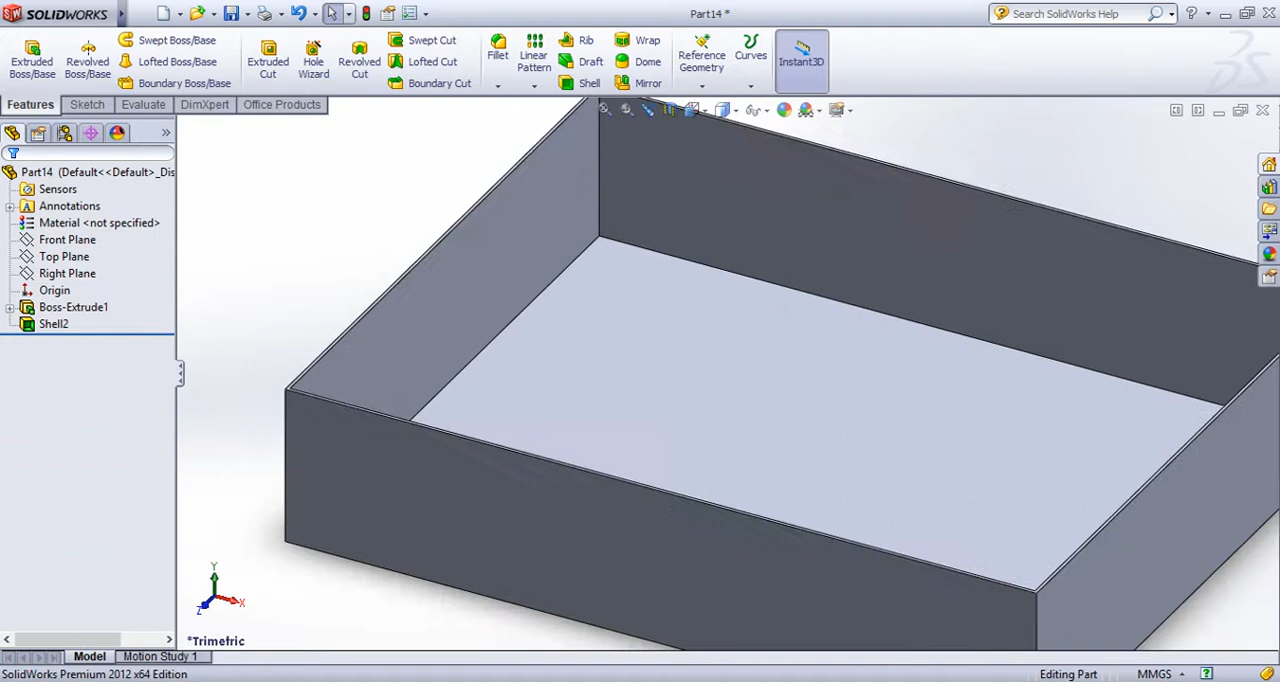 SW SOLIDWORKS
Part14 *
Search SolidWorks Help
Extruded Boss/Base
Revolved Boss/Base
Swept Boss/Base
Lofted Boss/Base
Boundary Boss/Base
Extruded Cut
Hole Wizard
Revolved Cut
Swept Cut
Lofted Cut
Boundary Cut
Fillet
Linear Pattern
Rib
Draft
Shell
Wrap
Dome
Mirror
Reference Geometry
Curves
Instant3D
Features
Sketch
Evaluate
DimXpert
Office Products
Part14 (Default<<Default>_Dis
Sensors
A Annotations
Material <not specified>
Front Plane
Top Plane
Right Plane
Origin
Boss-Extrude1
Shell2
Y
X
Z
*Trimetric
Model
Motion Study 1
SolidWorks Premium 2012 x64 Edition
Editing Part
MMGS